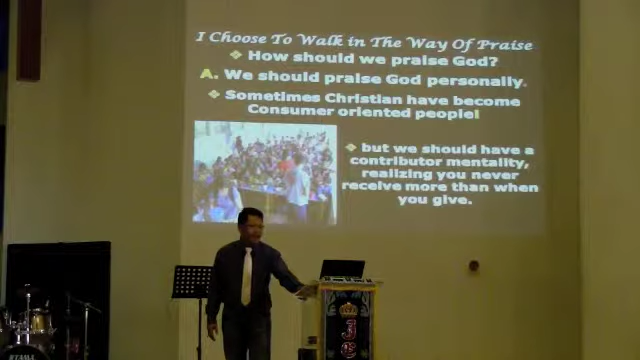 I Choose To Walk in The Way Of Praise
❖ How should we praise God?
A. We should praise God personally.
❖ Sometimes Christian have become
Consumer oriented people!
❖ but we should have a
contributor mentality,
realizing you never
receive more than when
you give.
TAMA